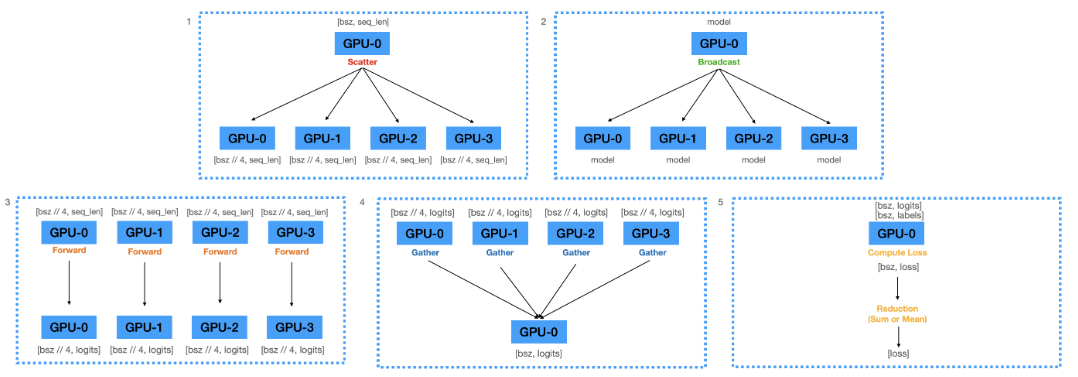 1
[bsz, seq_len]
GPU-0
Scatter
GPU-0 GPU-1 GPU-2 GPU-3
[bsz // 4, seq_len] [bsz // 4, seq_len] [bsz // 4, seq_len] [bsz // 4, seq_len]
2
model
GPU-0
Broadcast
GPU-0 GPU-1 GPU-2 GPU-3
model model model model
3
[bsz // 4, seq_len] [bsz // 4, seq_len] [bsz // 4, seq_len] [bsz // 4, seq_len]
GPU-0 GPU-1 GPU-2 GPU-3
Forward Forward Forward Forward
GPU-0 GPU-1 GPU-2 GPU-3
[bsz // 4, logits] [bsz // 4, logits] [bsz // 4, logits] [bsz // 4, logits]
4
[bsz // 4, logits] [bsz // 4, logits] [bsz // 4, logits] [bsz // 4, logits]
GPU-0 GPU-1 GPU-2 GPU-3
Gather Gather Gather Gather
GPU-0
[bsz, logits]
5
[bsz, logits]
[bsz, labels]
GPU-0
Compute Loss
[bsz, loss]
Reduction
(Sum or Mean)
[loss]